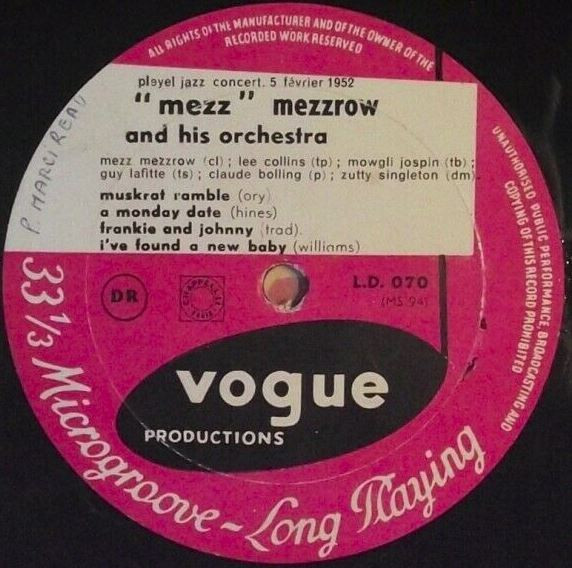 ALL RIGHTS OF THE MANUFACTURER AND OF THE OWNER OF THE
RECORDED WORK RESERVED
pleyel jazz concert. 5 février 1952
"mezz" mezzrow
and his orchestra
mezz mezzrow (cl) ; lee collins (tp) ; mowgli jospin (tb) ;
guy lafitte (ts) ; claude bolling (p) ; zutty singleton (dm).
muskrat ramble (ory)
a monday date (hines)
frankie and johnny (trad).
i've found a new baby (williams)
P. MARCIREAU
DR
CHAPPELLE
PARIS
L.D. 070
(MS 94)
vogue
PRODUCTIONS
33 1/3 Microgroove - Long Playing
UNAUTHORISED PUBLIC PERFORMANCE, BROADCASTING AND
COPYING OF THIS RECORD PROHIBITED